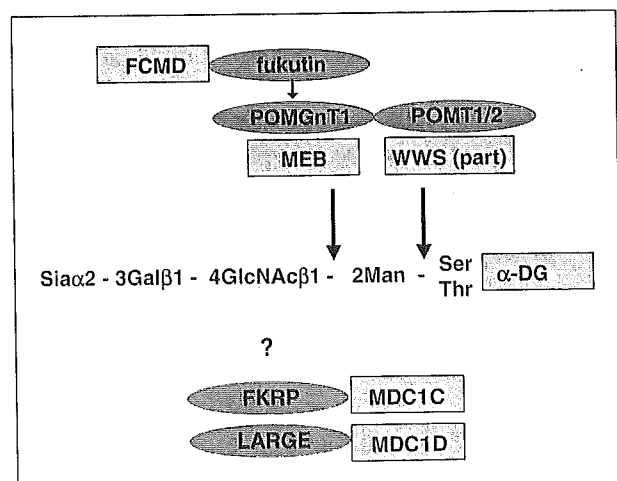 FCMD fukutin
POMGnT1 POMT1/2
MEB WWS (part)
Siaα2 - 3Galβ1 - 4GlcNAcβ1 - 2Man - Ser α-DG
Thr
?
FKRP MDC1C
LARGE MDC1D